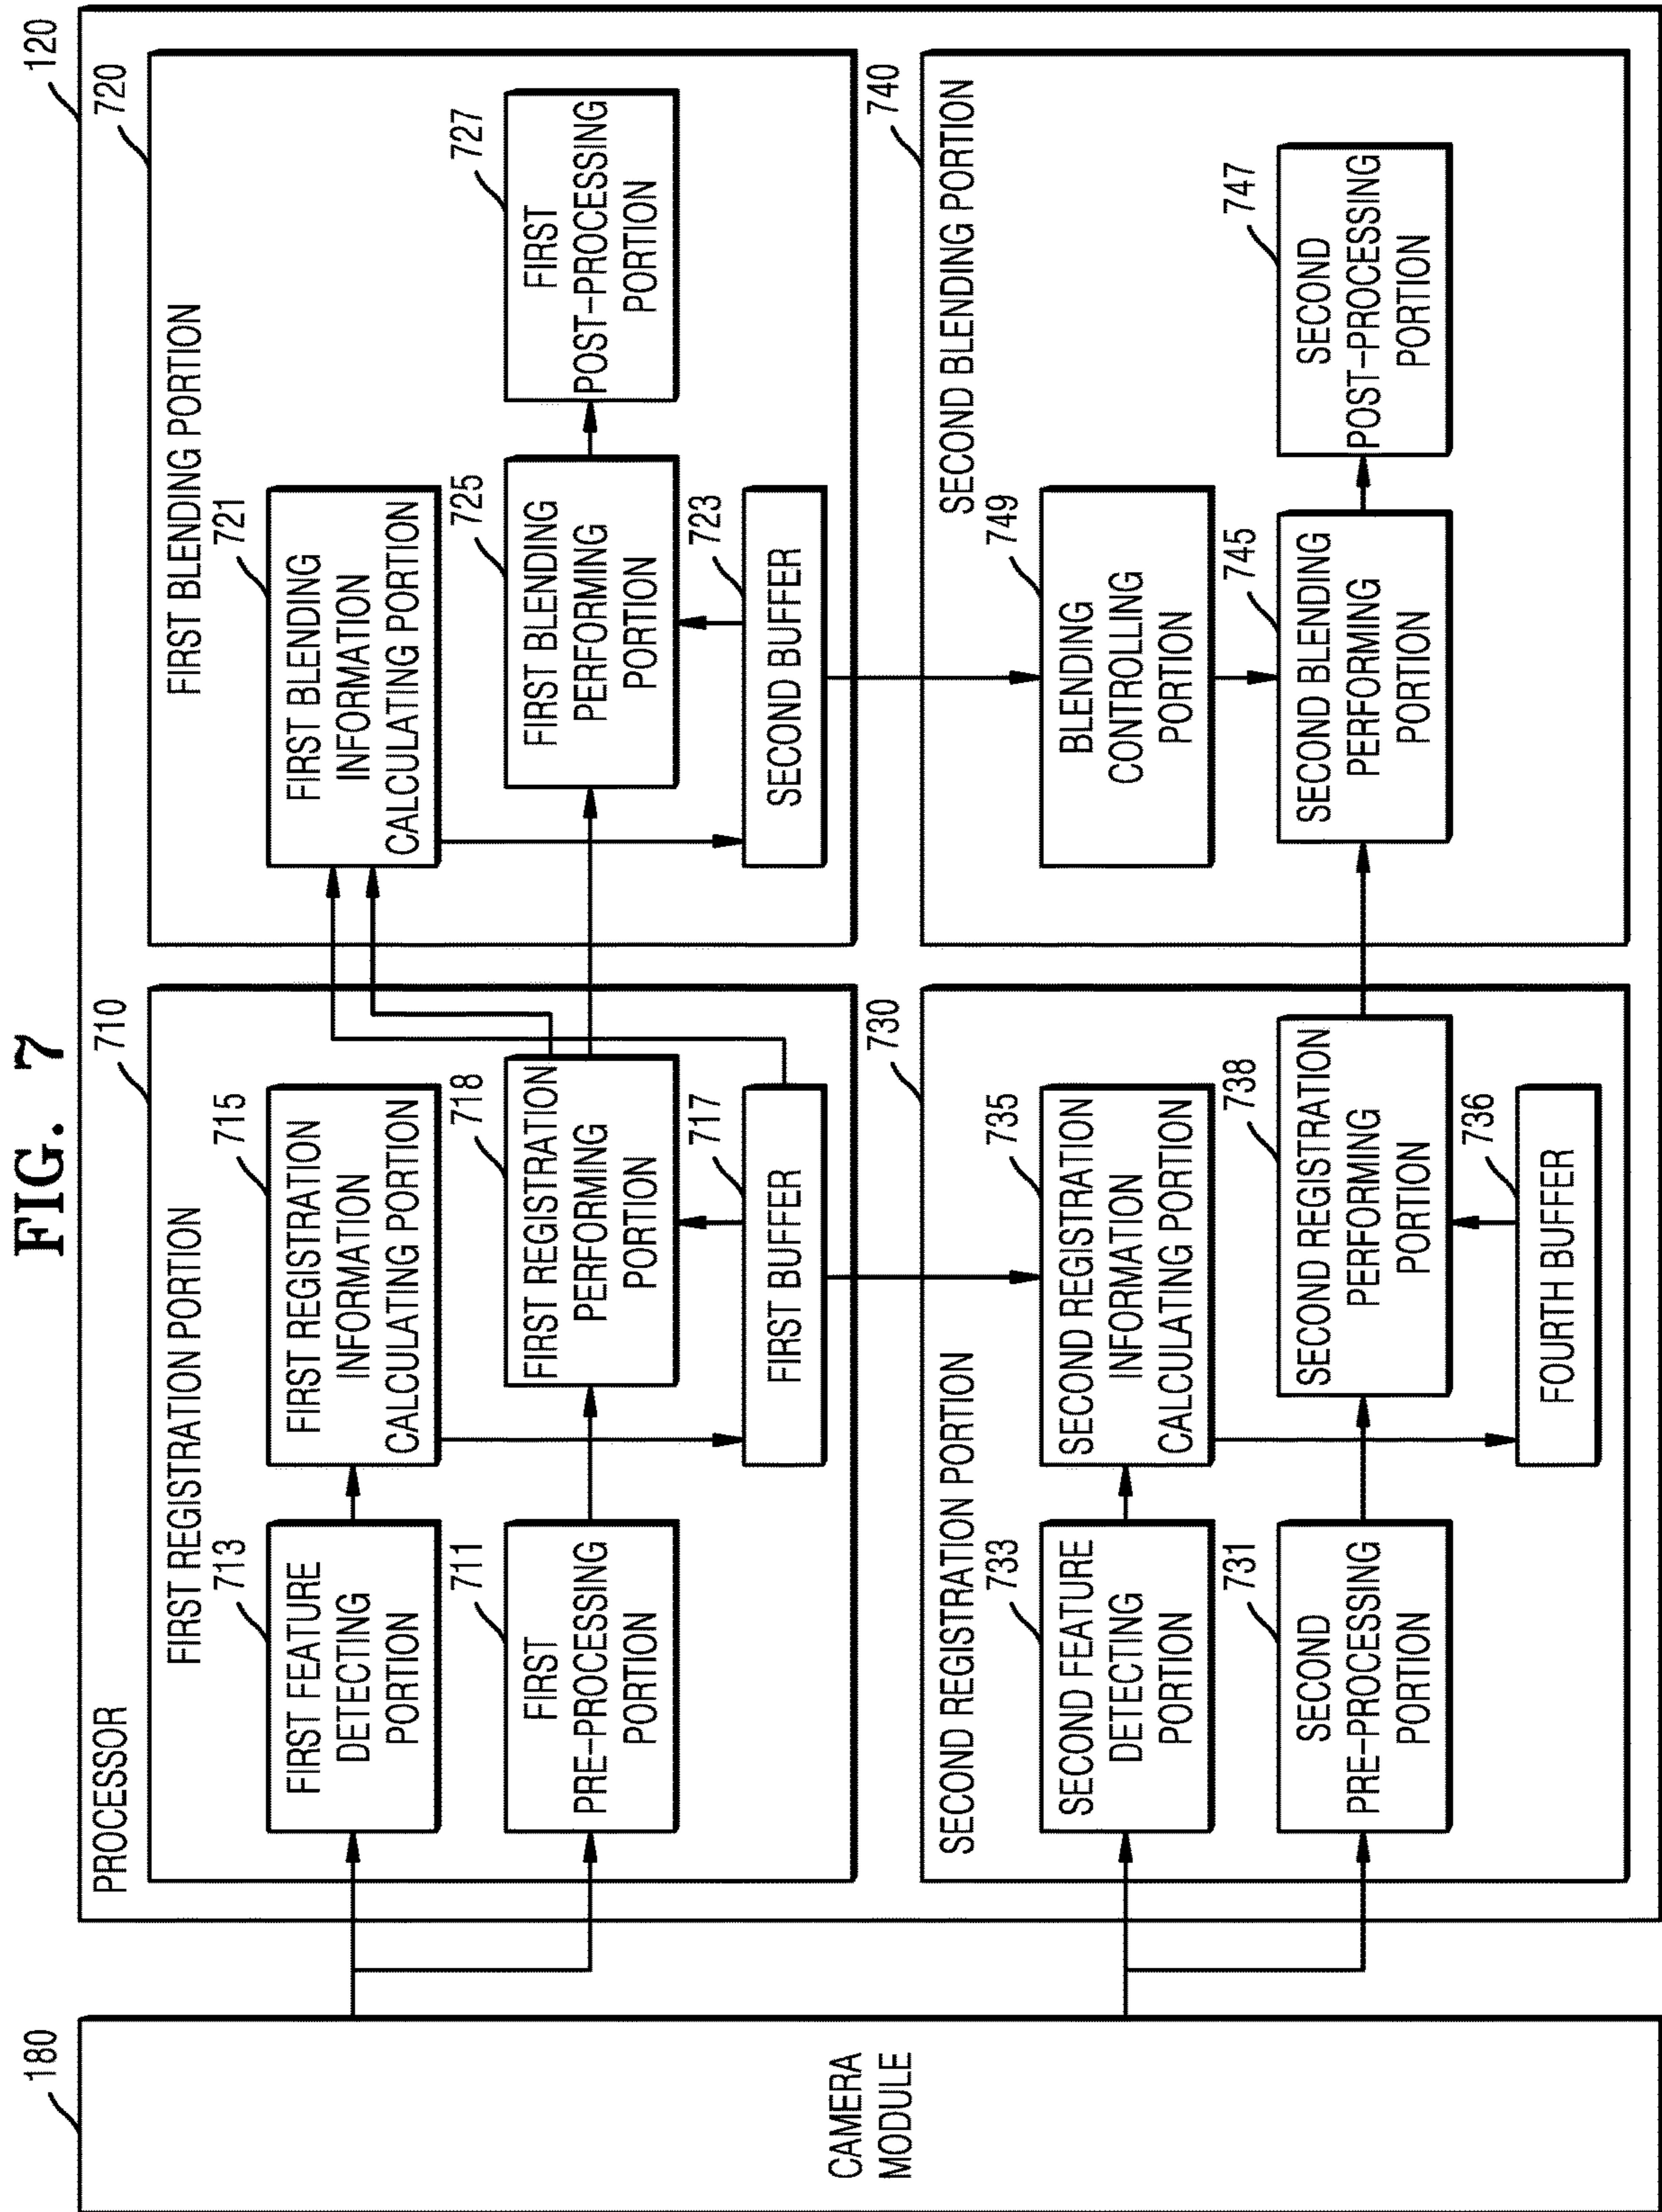 FIG. 7
180
CAMERA
MODULE
120
PROCESSOR
710
FIRST REGISTRATION PORTION
713
FIRST FEATURE
DETECTING
PORTION
715
FIRST REGISTRATION
INFORMATION
CALCULATING PORTION
711
FIRST
PRE-PROCESSING
PORTION
718
FIRST REGISTRATION
PERFORMING
PORTION
717
FIRST BUFFER
720
FIRST BLENDING PORTION
721
FIRST BLENDING
INFORMATION
CALCULATING PORTION
725
FIRST BLENDING
PERFORMING
PORTION
727
FIRST
POST-PROCESSING
PORTION
723
SECOND BUFFER
730
SECOND REGISTRATION PORTION
733
SECOND FEATURE
DETECTING
PORTION
735
SECOND REGISTRATION
INFORMATION
CALCULATING PORTION
731
SECOND
PRE-PROCESSING
PORTION
738
SECOND REGISTRATION
PERFORMING
PORTION
736
FOURTH BUFFER
740
SECOND BLENDING PORTION
749
BLENDING
CONTROLLING
PORTION
745
SECOND BLENDING
PERFORMING
PORTION
747
SECOND
POST-PROCESSING
PORTION